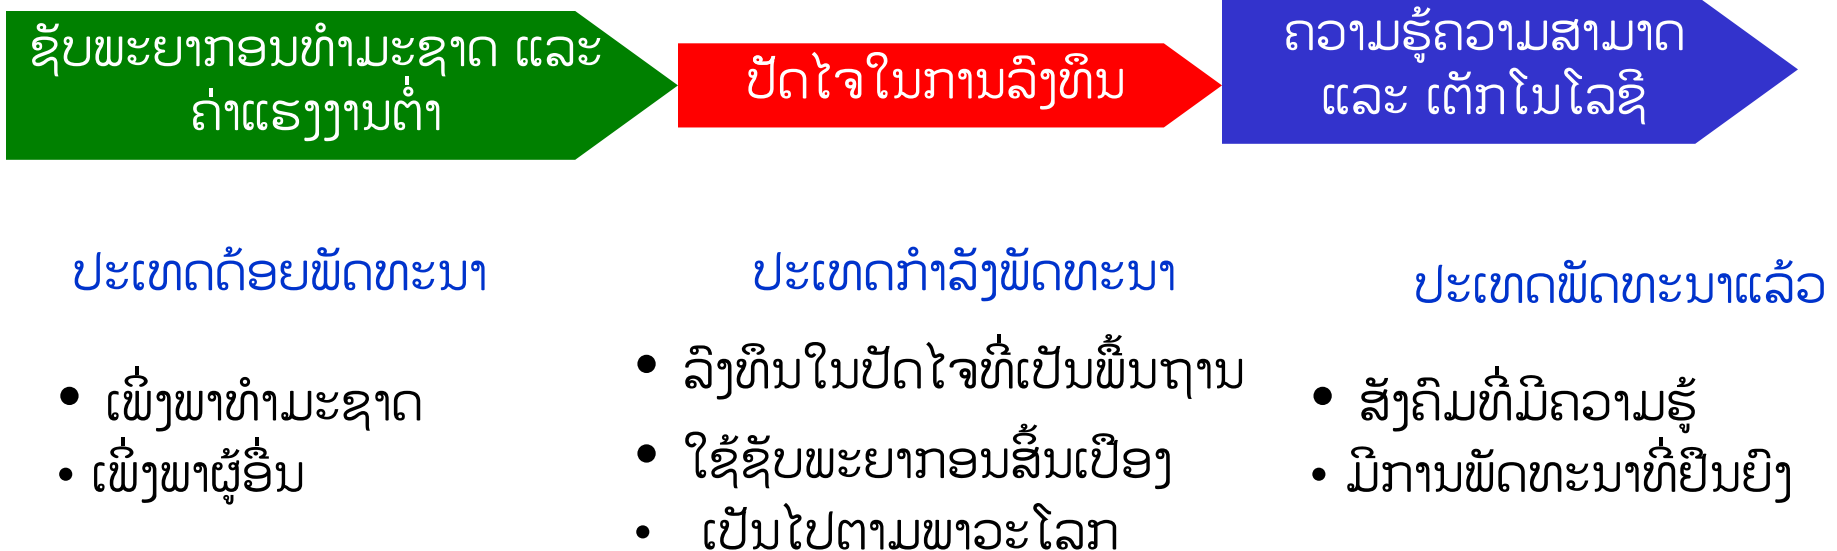 ຊັບພະຍາກອນທຳມະຊາດ ແລະ
ຄ່າແຮງງານຕ່ຳ
ປັດໄຈໃນການລົງທຶນ
ຄວາມຮູ້ຄວາມສາມາດ
ແລະ ເຕັກໂນໂລຊີ
ປະເທດດ້ອຍພັດທະນາ
• ເພິ່ງພາທຳມະຊາດ
• ເພິ່ງພາຜູ້ອື່ນ
ປະເທດກຳລັງພັດທະນາ
• ລົງທຶນໃນປັດໄຈທີ່ເປັນພື້ນຖານ
• ໃຊ້ຊັບພະຍາກອນສິ້ນເປືອງ
• ເປັນໄປຕາມພາວະໂລກ
ປະເທດພັດທະນາແລ້ວ
• ສັງຄົມທີ່ມີຄວາມຮູ້
• ມີການພັດທະນາທີ່ຢືນຍົງ